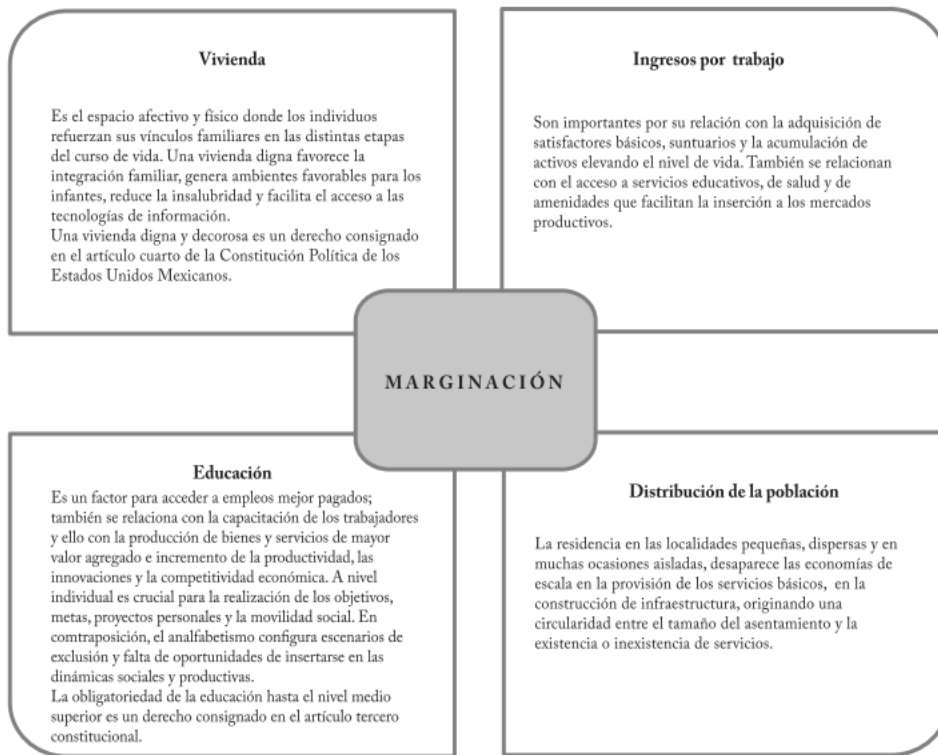 Vivienda
Es el espacio afectivo y físico donde los individuos
refuerzan sus vínculos familiares en las distintas etapas
del curso de vida. Una vivienda digna favorece la
integración familiar, genera ambientes favorables para los
infantes, reduce la insalubridad y facilita el acceso a las
tecnologías de información.
Una vivienda digna y decorosa es un derecho consignado
en el artículo cuarto de la Constitución Política de los
Estados Unidos Mexicanos.
Ingresos por trabajo
Son importantes por su relación con la adquisición de
satisfactores básicos, suntuarios y la acumulación de
activos elevando el nivel de vida. También se relacionan
con el acceso a servicios educativos, de salud y de
amenidades que facilitan la inserción a los mercados
productivos.
MARGINACIÓN
Educación
Es un factor para acceder a empleos mejor pagados;
también se relaciona con la capacitación de los trabajadores
y ello con la producción de bienes y servicios de mayor
valor agregado e incremento de la productividad, las
innovaciones y la competitividad económica. A nivel
individual es crucial para la realización de los objetivos,
metas, proyectos personales y la movilidad social. En
comtraposición, el analfabetismo configura escenarios de
exclusión y falta de oportunidades de insertarse en las
dinámicas sociales y productivas.
La obligatoriedad de la educación hasta el nivel medio
superior es un derecho consignado en el artículo tercero
constitucional.
Distribución de la población
La residencia en las localidades pequeñas, dispersas y en
muchas ocasiones aisladas, desaparece las economías de
escala en la provisión de los servicios básicos, en la
construcción de infraestructura, originando una
circularidad entre el tamaño del asentamiento y la
existencia o inexistencia de servicios.